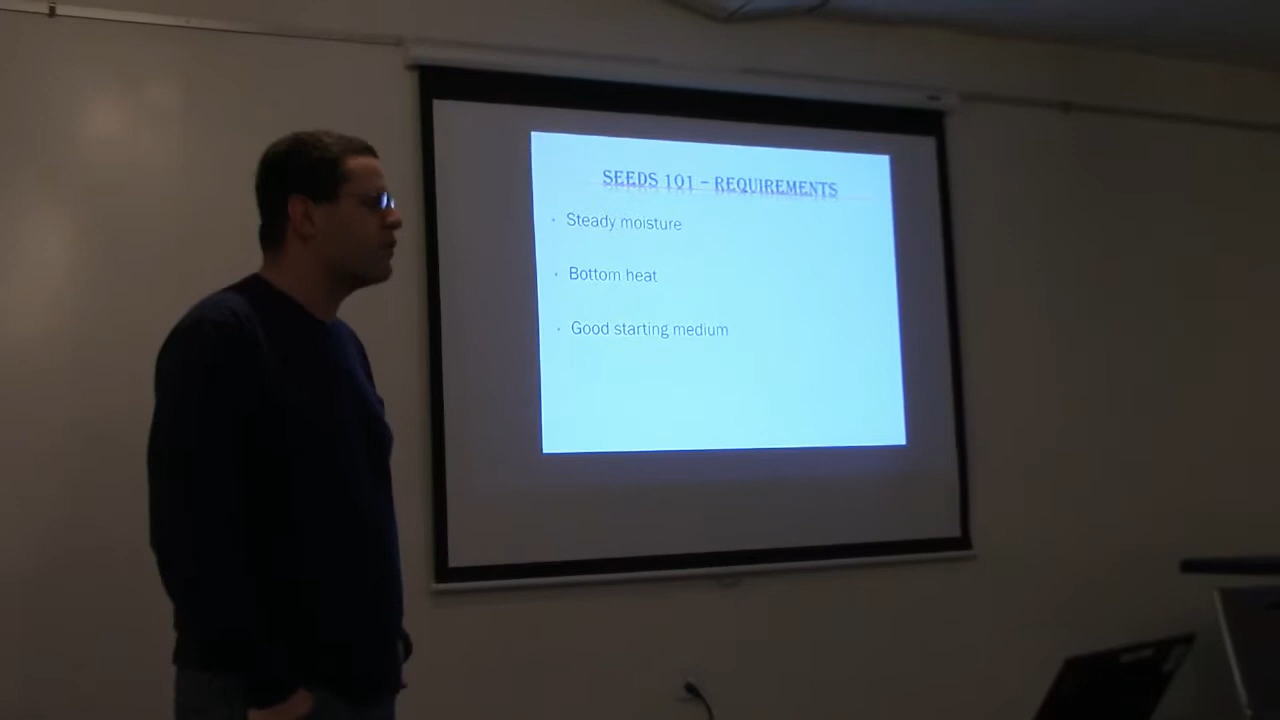 SEEDS 101 – REQUIREMENTS
· Steady moisture
· Bottom heat
· Good starting medium